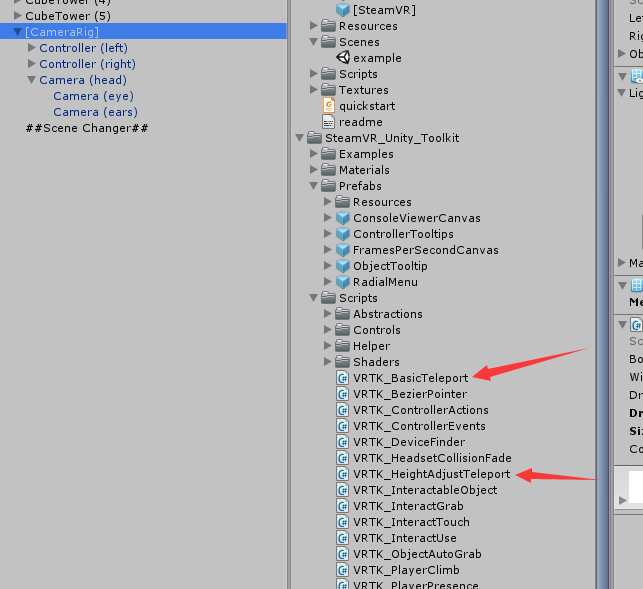 CubeTower (4)
CubeTower (5)
[CameraRig]
Controller (left)
Controller (right)
Camera (head)
Camera (eye)
Camera (ears)
##Scene Changer##
[SteamVR]
Resources
Scenes
example
Scripts
Textures
quickstart
readme
SteamVR_Unity_Toolkit
Examples
Materials
Prefabs
Resources
ConsoleViewerCanvas
ControllerTooltips
FramesPerSecondCanvas
ObjectTooltip
RadialMenu
Scripts
Abstractions
Controls
Helper
Shaders
VRTK_BasicTeleport
VRTK_BezierPointer
VRTK_ControllerActions
VRTK_ControllerEvents
VRTK_DeviceFinder
VRTK_HeadsetCollisionFade
VRTK_HeightAdjustTeleport
VRTK_InteractableObject
VRTK_InteractGrab
VRTK_InteractTouch
VRTK_InteractUse
VRTK_ObjectAutoGrab
VRTK_PlayerClimb
VRTK_PlayerPresence
Le
Rig
Ob
Lig
Ma
Me
Sc
Bo
Wi
Dr
Dr
Siz
Co